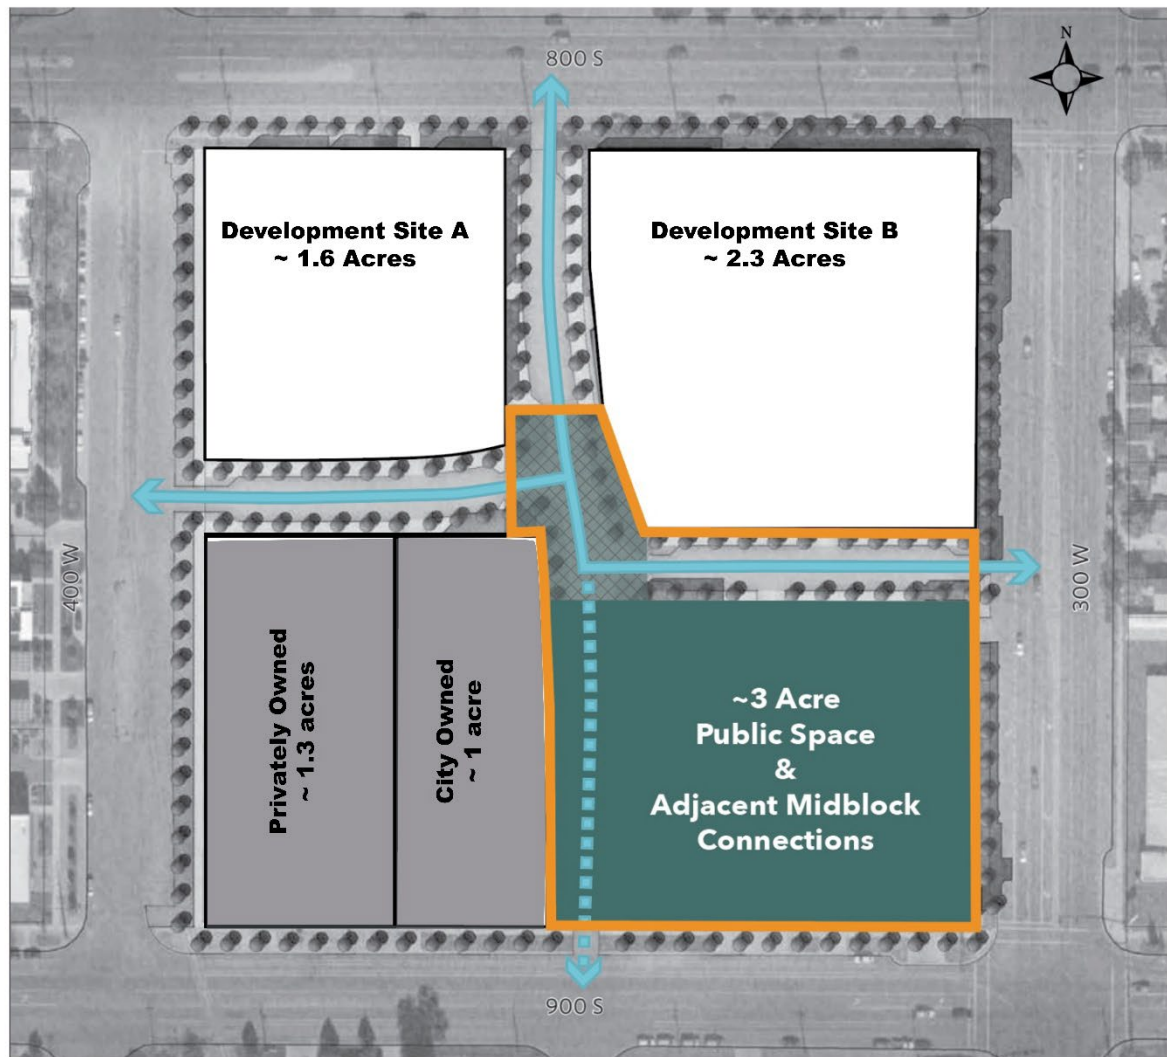 800 S
N
Development Site A
~ 1.6 Acres
Development Site B
~ 2.3 Acres
400 W
300 W
Privately Owned
~ 1.3 acres
City Owned
~ 1 acre
~3 Acre
Public Space
&
Adjacent Midblock
Connections
900 S